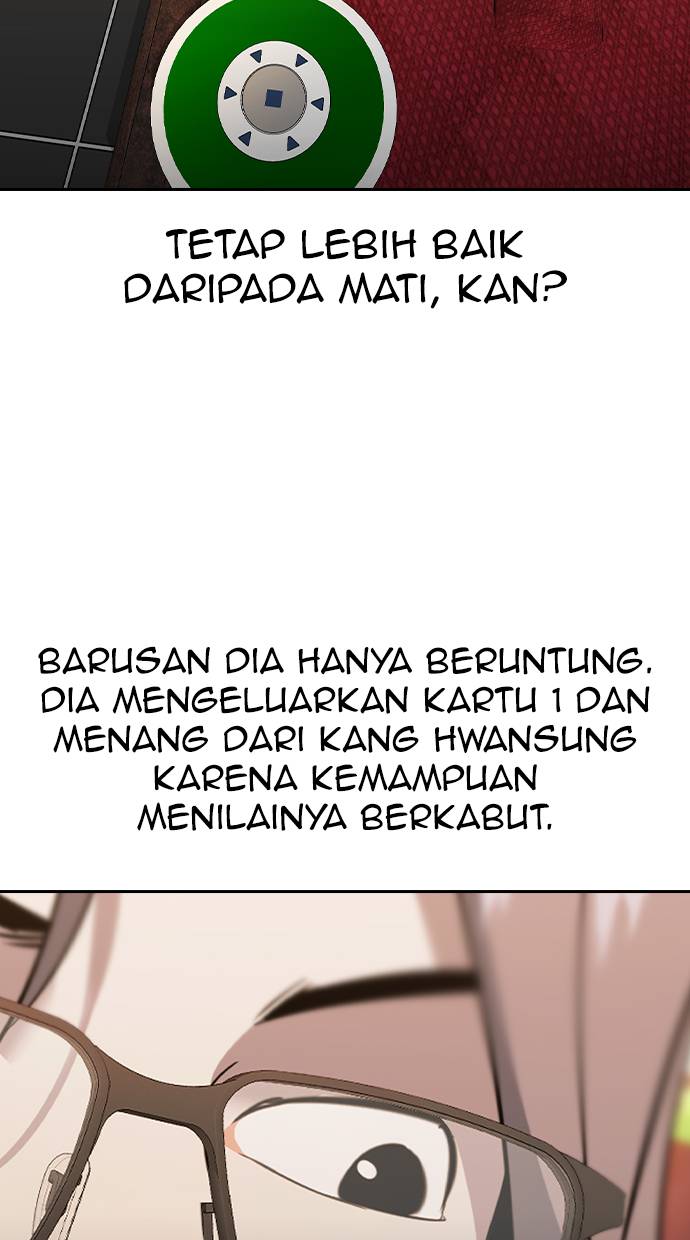 TETAP LEBIH BAIK
DARIPADA MATI, KAN?
BARUSAN DIA HANYA BERUNTUNG.
DIA MENGELUARKAN KARTU 1 DAN
MENANG DARI KANG HWANSUNG
KARENA KEMAMPUAN
MENILAINYA BERKABUT.